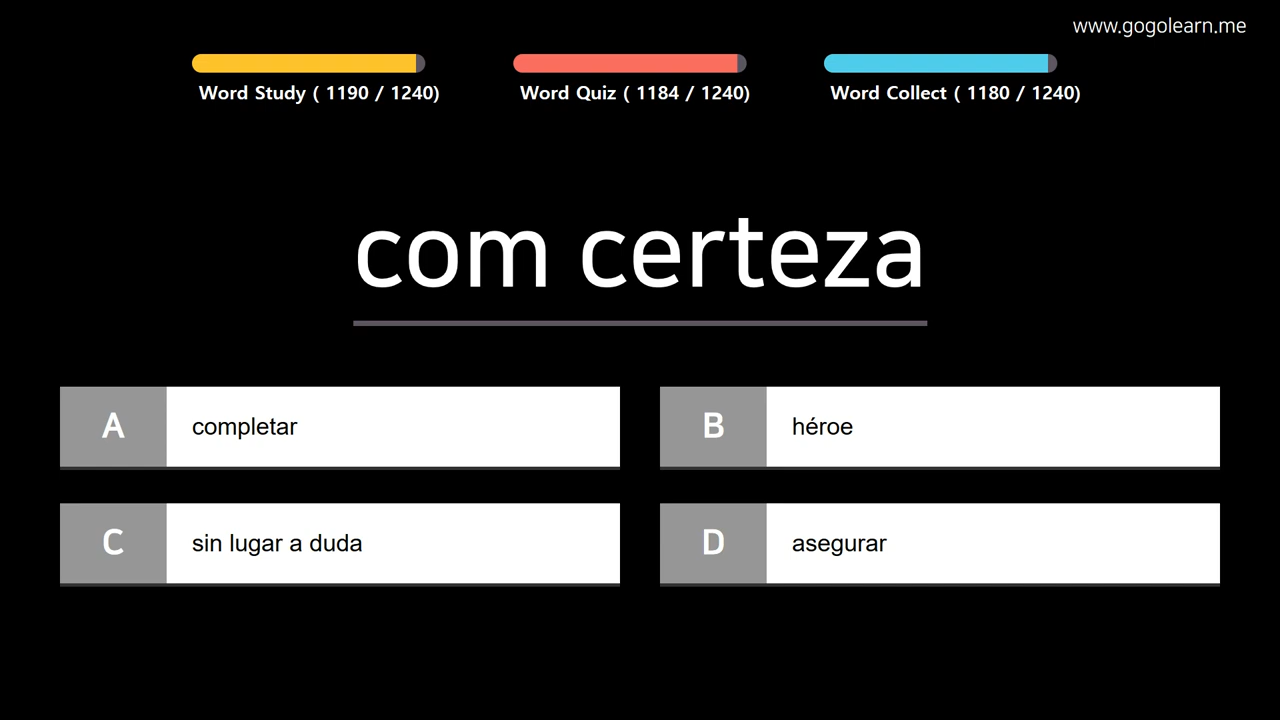 www.gogolearn.me
Word Study ( 1190 / 1240)
Word Quiz ( 1184 / 1240)
Word Collect ( 1180 / 1240)
com certeza
A completar
B héroe
C sin lugar a duda
D asegurar